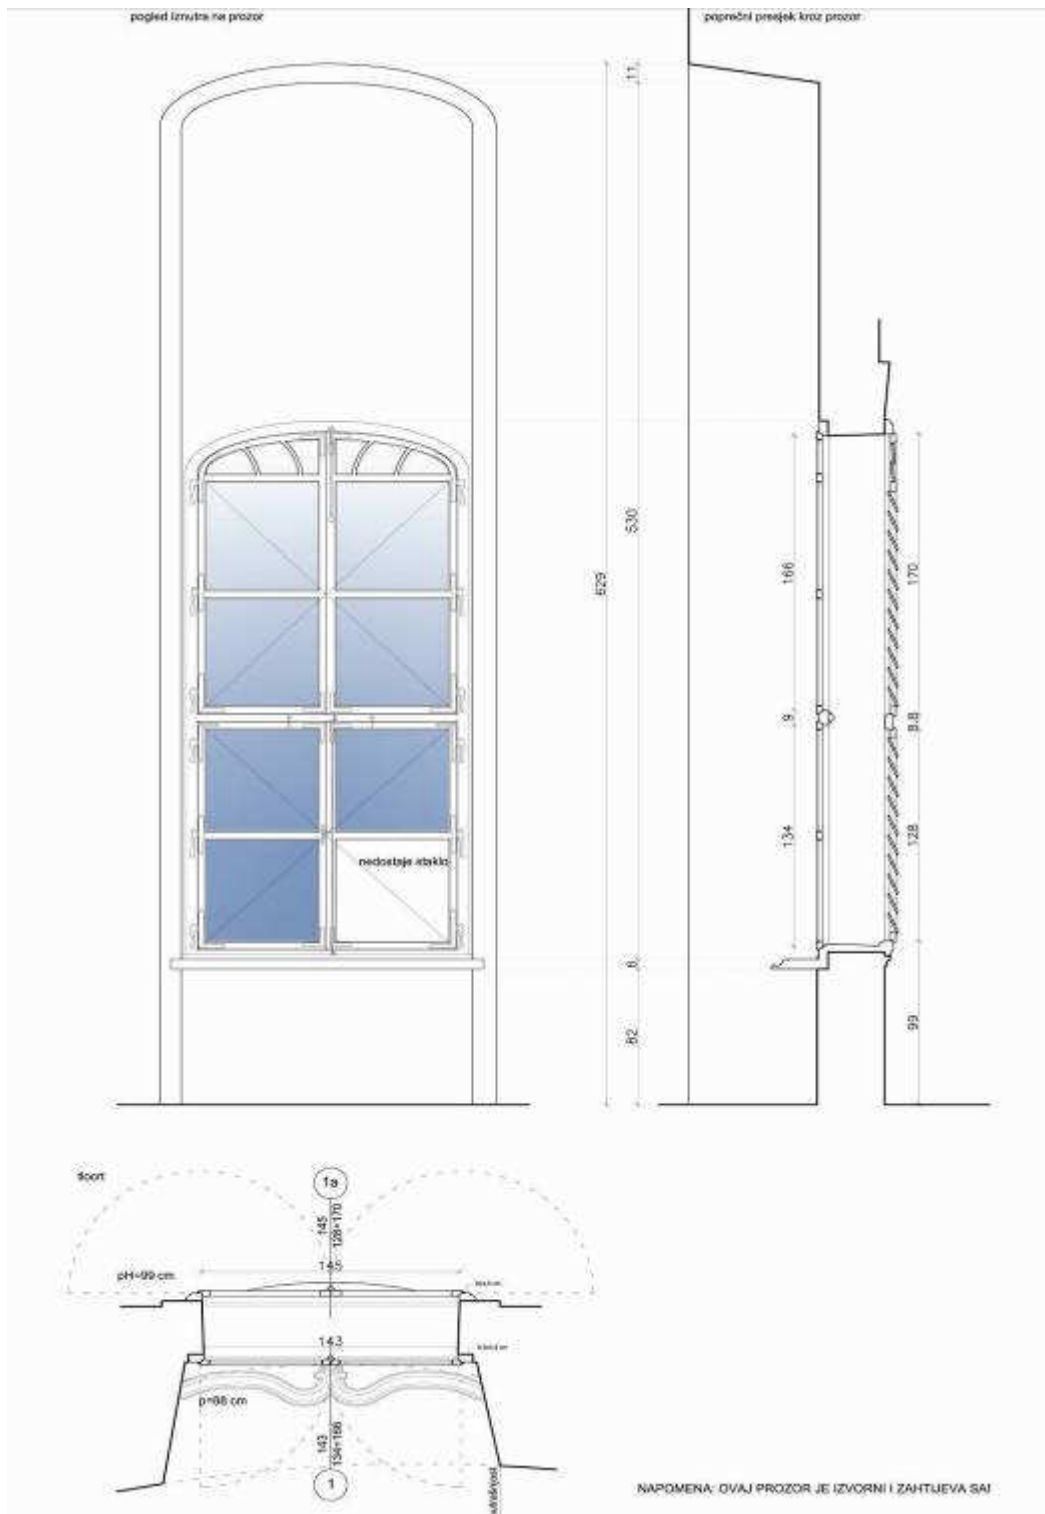 pogled iznutra na prozor
poprečni presjek kroz prozor
11
530
629
166
170
9
8.8
134
128
nedostaje staklo
6
82
99
tlocrt
1a
145
128+170
145
pH=99 cm
143
p=88 cm
143
134+166
1
NAPOMENA: OVAJ PROZOR JE IZVORNI I ZAHTIJEVA SAI